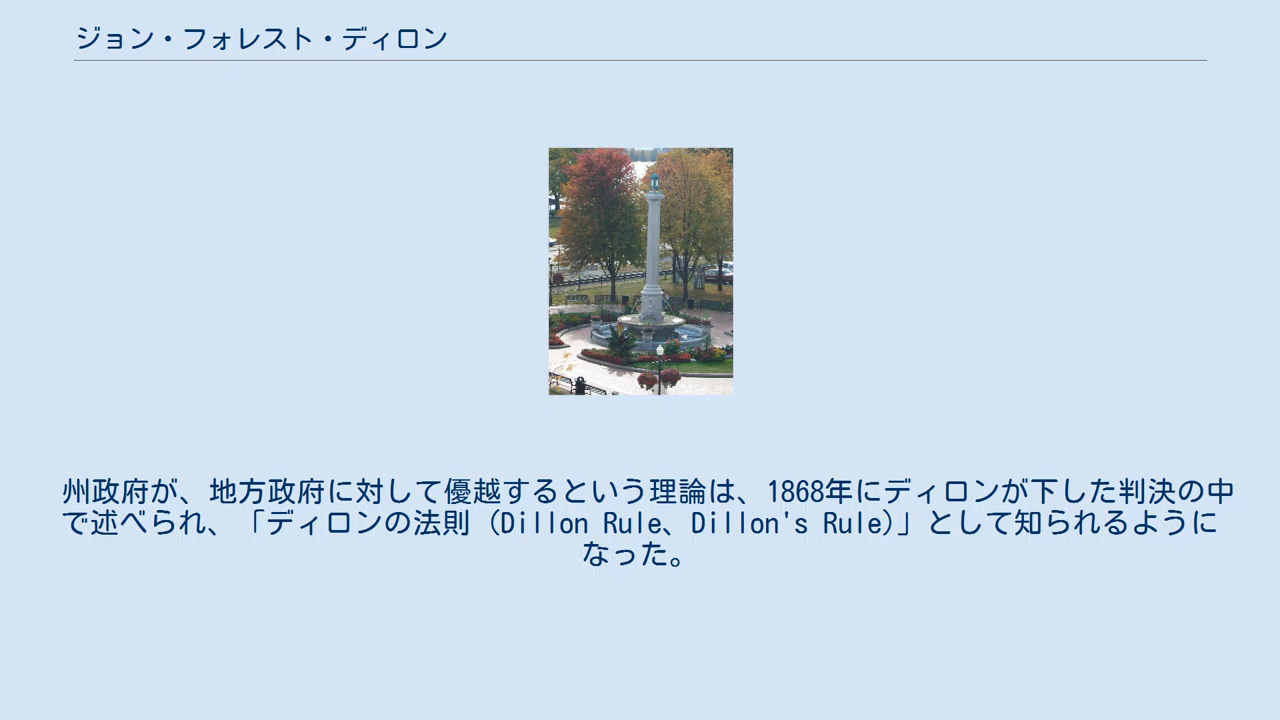 ジョン・フォレスト・ディロン
州政府が、地方政府に対して優越するという理論は、1868年にディロンが下した判決の中
で述べられ、「ディロンの法則 (Dillon Rule、Dillon's Rule)」として知られるように
なった。